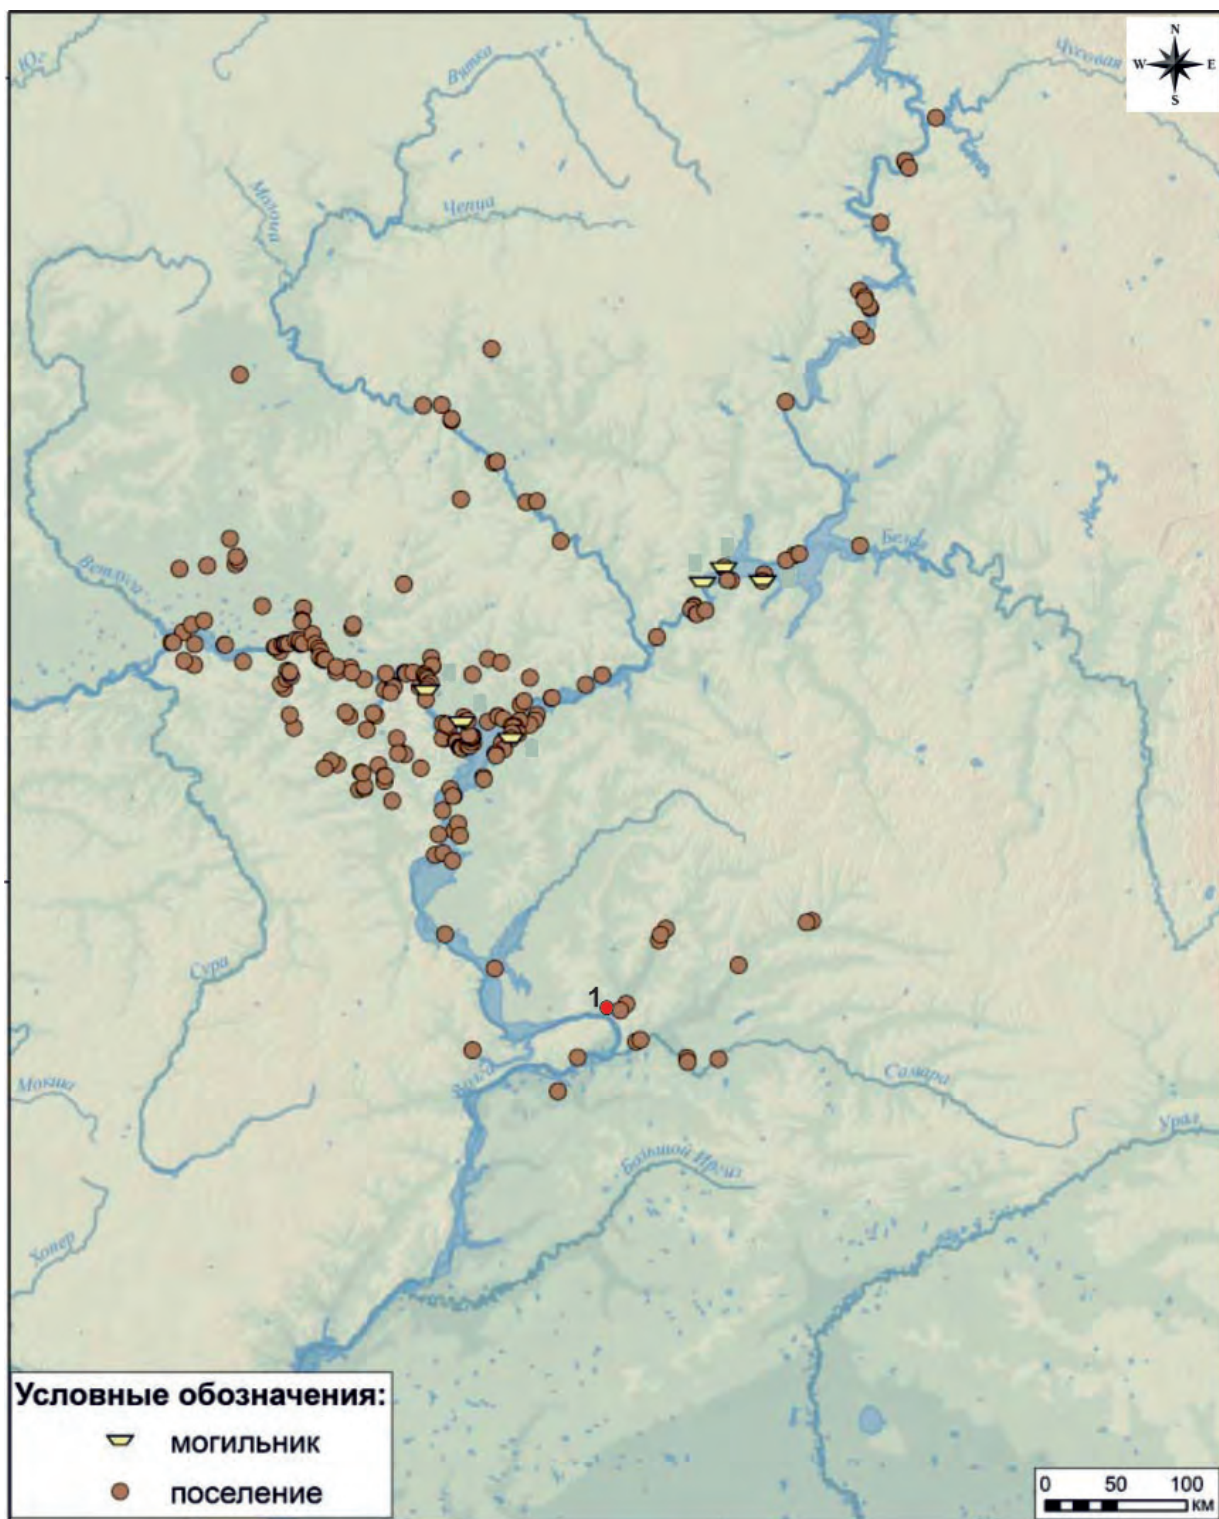 N
W E
S
Юг
Вятка
Чусовая
Молома
Чепца
Белая
Ветлуга
Сура
1
Волга
Самара
Мокша
Урал
Большой Иргиз
Хопер
Условные обозначения:
могильник
поселение
0 50 100
КМ